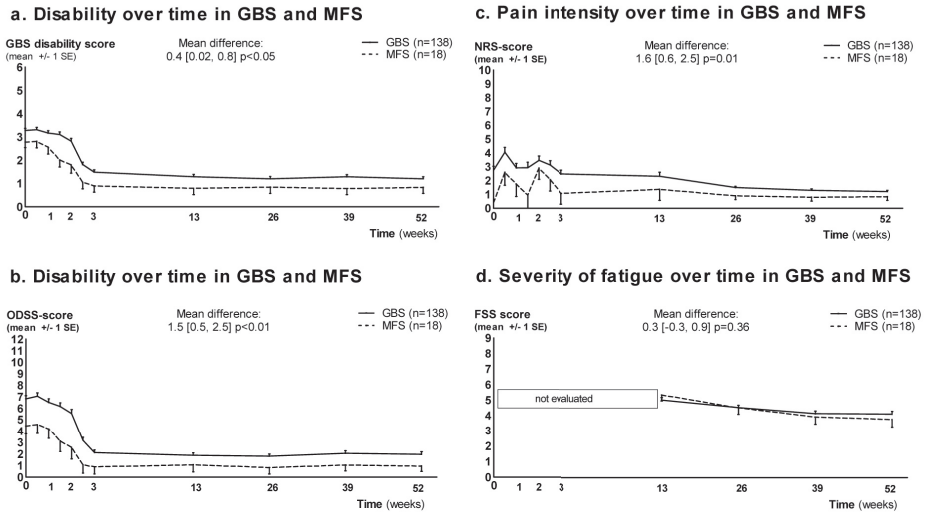 a. Disability over time in GBS and MFS
GBS disability score
(mean +/- 1 SE)
Mean difference:
0.4 [0.02, 0.8] p<0.05
GBS (n=138)
MFS (n=18)
6
5
4
3
2
1
0
0 1 2 3 13 26 39 52
Time (weeks)
c. Pain intensity over time in GBS and MFS
NRS-score
(mean +/- 1 SE)
Mean difference:
1.6 [0.6, 2.5] p=0.01
GBS (n=138)
MFS (n=18)
10
9
8
7
6
5
4
3
2
1
0
0 1 2 3 13 26 39 52
Time (weeks)
b. Disability over time in GBS and MFS
ODSS-score
(mean +/- 1 SE)
Mean difference:
1.5 [0.5, 2.5] p<0.01
GBS (n=138)
MFS (n=18)
12
11
10
9
8
7
6
5
4
3
2
1
0
0 1 2 3 13 26 39 52
Time (weeks)
d. Severity of fatigue over time in GBS and MFS
FSS score
(mean +/- 1 SE)
Mean difference:
0.3 [-0.3, 0.9] p=0.36
GBS (n=138)
MFS (n=18)
9
8
7
6
5
4
3
2
1
0
not evaluated
0 1 2 3 13 26 39 52
Time (weeks)